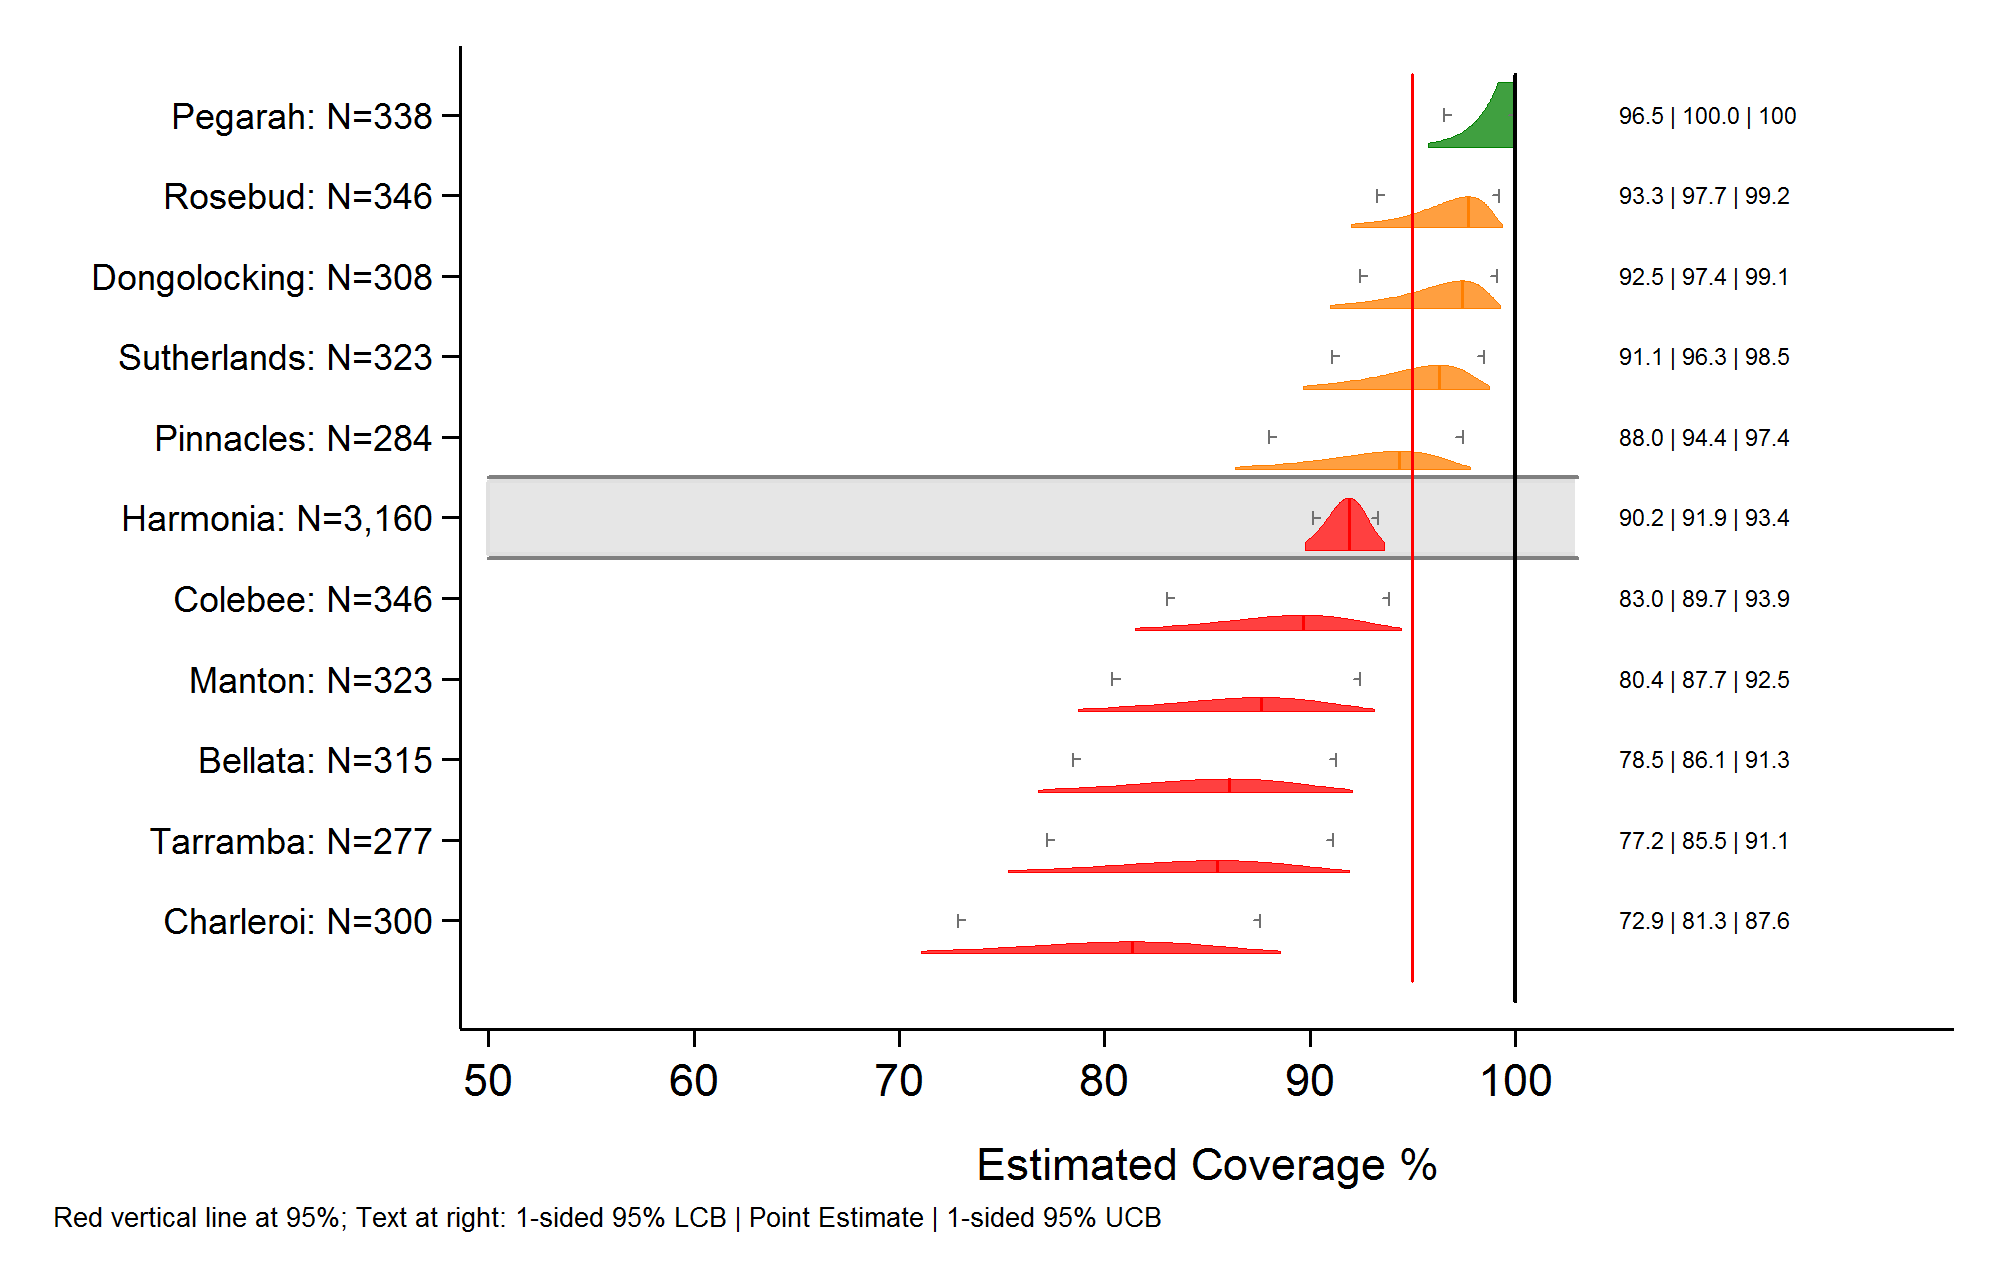 Pegarah: N=338 96.5 | 100.0 | 100
Rosebud: N=346 93.3 | 97.7 | 99.2
Dongolocking: N=308 92.5 | 97.4 | 99.1
Sutherlands: N=323 91.1 | 96.3 | 98.5
Pinnacles: N=284 88.0 | 94.4 | 97.4
Harmonia: N=3,160 90.2 | 91.9 | 93.4
Colebee: N=346 83.0 | 89.7 | 93.9
Manton: N=323 80.4 | 87.7 | 92.5
Bellata: N=315 78.5 | 86.1 | 91.3
Tarramba: N=277 77.2 | 85.5 | 91.1
Charleroi: N=300 72.9 | 81.3 | 87.6
50 60 70 80 90 100
Estimated Coverage %
Red vertical line at 95%; Text at right: 1-sided 95% LCB | Point Estimate | 1-sided 95% UCB